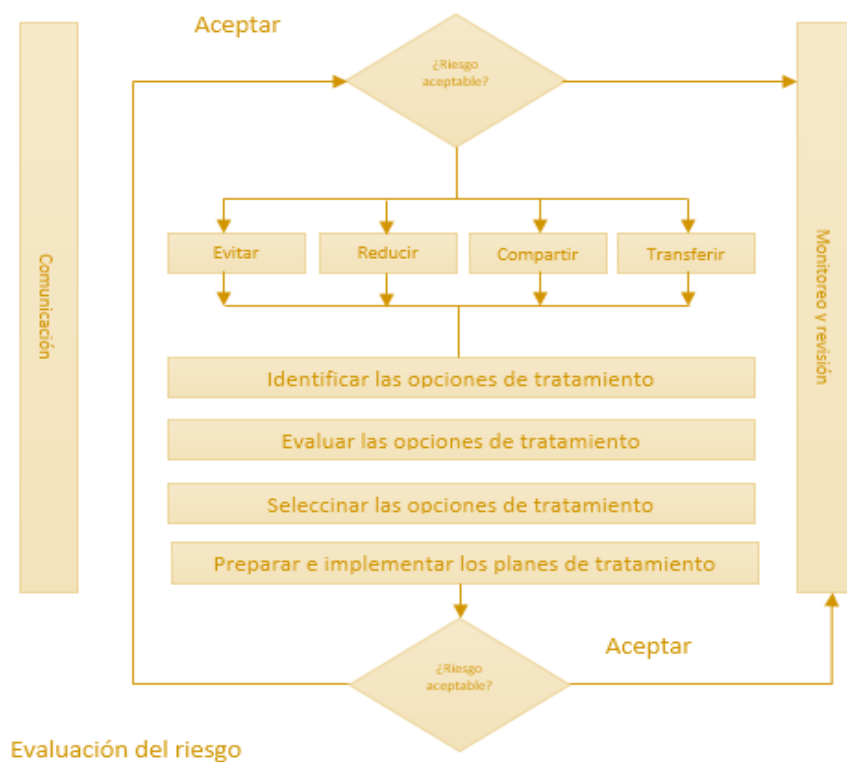 Aceptar
¿Riesgo
aceptable?
Comunicación
Monitoreo y revisión
Evitar
Reducir
Compartir
Transferir
Identificar las opciones de tratamiento
Evaluar las opciones de tratamiento
Seleccinar las opciones de tratamiento
Preparar e implementar los planes de tratamiento
¿Riesgo
aceptable?
Aceptar
Evaluación del riesgo